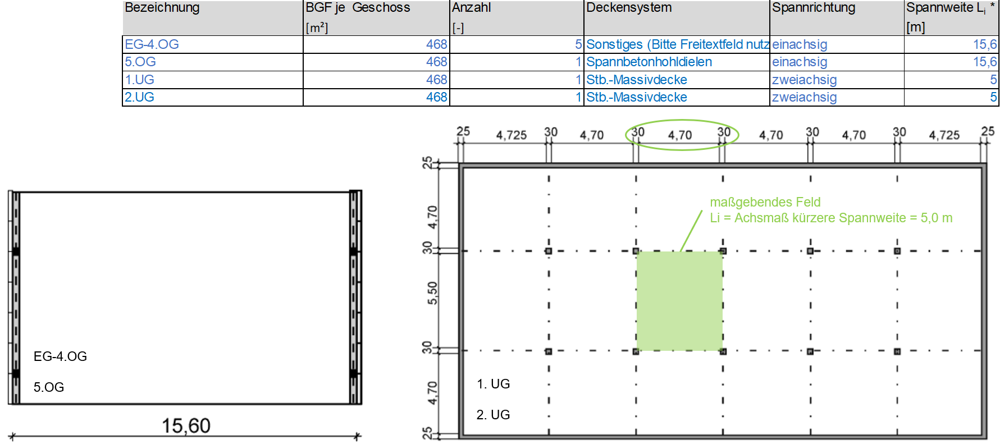 Bezeichnung BGF je Geschoss Anzahl Deckensystem Spannrichtung Spannweite Li *
[m²] [-] [m]
EG-4.OG 468 5 Sonstiges (Bitte Freitextfeld nutz einachsig 15,6
5.OG 468 1 Spannbetonhohldielen einachsig 15,6
1.UG 468 1 Stb.-Massivdecke zweiachsig 5
2.UG 468 1 Stb.-Massivdecke zweiachsig 5
25 4,725 30 4,70 30 4,70 30 4,70 30 4,70 30 4,725 25
25
4,70
30
5,50
30
4,70
25
maßgebendes Feld
Li = Achsmaß kürzere Spannweite = 5,0 m
1. UG
2. UG
EG-4.OG
5.OG
15,60